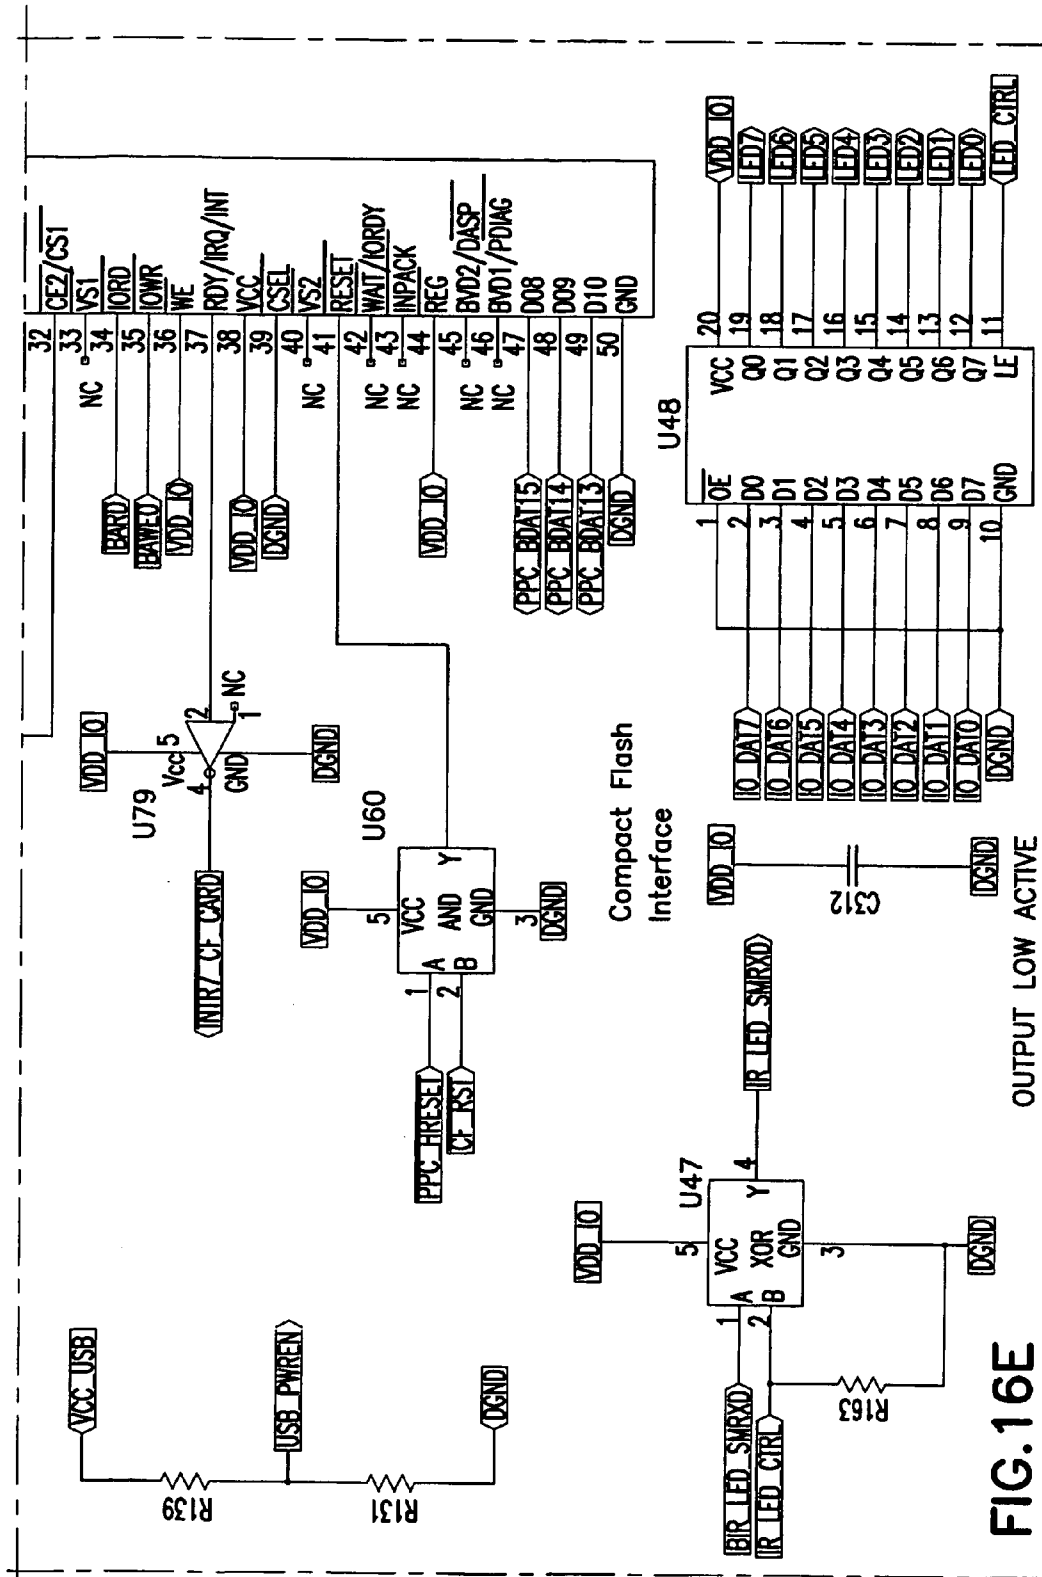 VCC_USB
R139
USB_PWREN
R131
DGND
32 CE2/CS1
33 VS1
NC
34 IORD
BARD
35 IOWR
BAWE0
36 WE
VDD_IO
37 RDY/IRQ/INT
38 VCC
VDD_IO
39 CSEL
DGND
40 VS2
NC
41 RESET
42 WAIT/IORDY
NC
43 INPACK
NC
44 REG
VDD_IO
45 BVD2/DASP
NC
46 BVD1/PDIAG
NC
47 D08
PPC_BDAT15
48 D09
PPC_BDAT14
49 D10
PPC_BDAT13
50 GND
DGND
VDD_IO
U79
Vcc 5
2
NC
1
4
GND
DGND
INTR7_CF_CARD
U60
VDD_IO
5
VCC
AND
GND
3
DGND
1 A
2 B
Y
PPC_HRESET
CF_RST
Compact Flash
Interface
U47
VDD_IO
5
VCC
XOR
GND
3
DGND
1 A
2 B
Y 4
IR_LED_SMRXD
BIR_LED_SMRXD
IR_LED_CTRL
R163
VDD_IO
C312
DGND
OUTPUT LOW ACTIVE
U48
1 OE
2 D0
3 D1
4 D2
5 D3
6 D4
7 D5
8 D6
9 D7
10 GND
IO_DAT7
IO_DAT6
IO_DAT5
IO_DAT4
IO_DAT3
IO_DAT2
IO_DAT1
IO_DAT0
DGND
VCC 20
Q0 19
Q1 18
Q2 17
Q3 16
Q4 15
Q5 14
Q6 13
Q7 12
LE 11
VDD_IO
LED7
LED6
LED5
LED4
LED3
LED2
LED1
LED0
LED_CTRL
FIG.16E